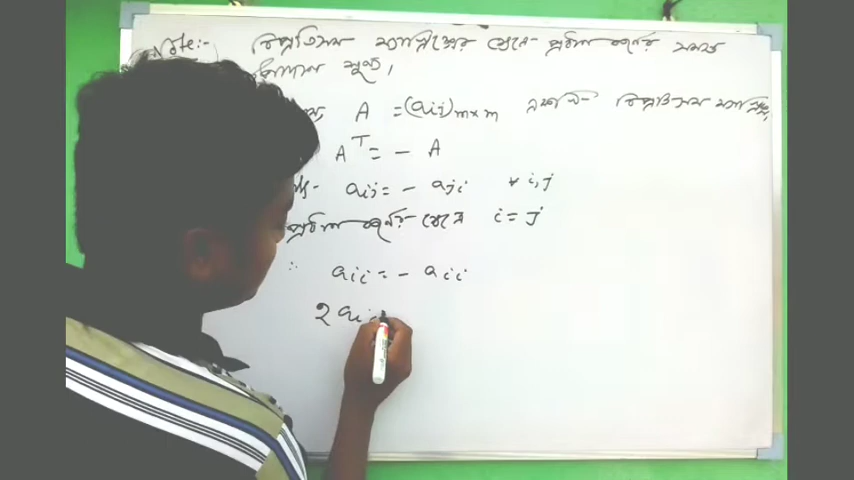 Note:- বিপ্রতিসম ম্যাট্রিক্সের ক্ষেত্রে প্রধান কর্ণের সমস্ত
উপাদান শূন্য।
A = (aij)m×m একটি বিপ্রতিসম ম্যাট্রিক্স,
A^T = - A
aij = - aji ∀ i,j
প্রধান কর্ণের ক্ষেত্রে i = j
∴ aii = - aii
2 aii